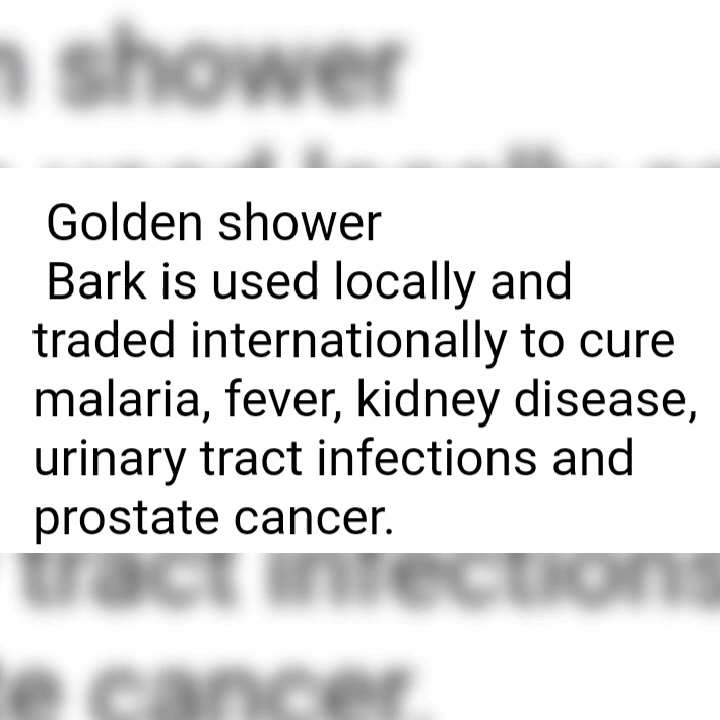 Golden shower
Bark is used locally and
traded internationally to cure
malaria, fever, kidney disease,
urinary tract infections and
prostate cancer.